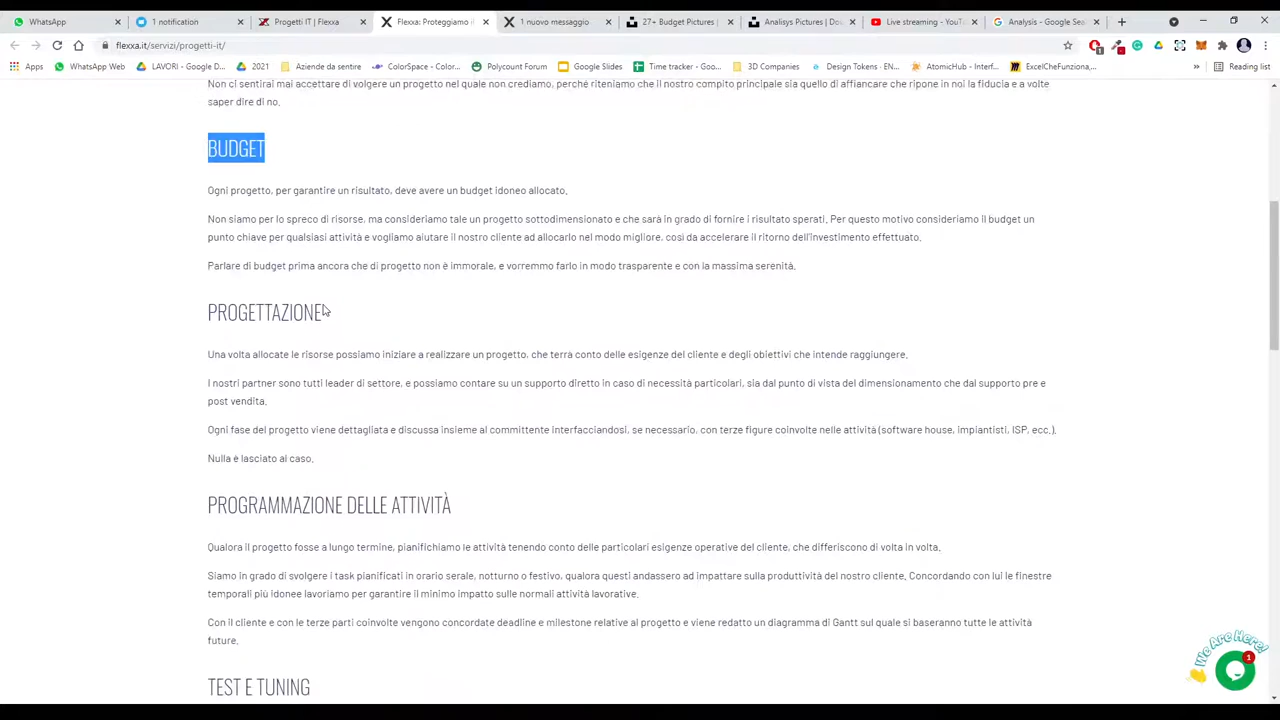 WhatsApp
1 notification
Progetti IT | Flexxa
Flexxa: Proteggiamo i
1 nuovo messaggio
27+ Budget Pictures |
Analisys Pictures | Dow
Live streaming - YouTu
Analysis - Google Sea
flexxa.it/servizi/progetti-it/
1
Apps
WhatsApp Web
LAVORI – Google D...
2021
Aziende da sentire
ColorSpace - Color...
Polycount Forum
Google Slides
Time tracker - Goo...
3D Companies
Design Tokens · EN...
AtomicHub - Interac...
ExcelCheFunziona,...
»
Reading list
Non ci sentirai mai accettare di volgere un progetto nel quale non crediamo, perché riteniamo che il nostro compito principale sia quello di affiancare che ripone in noi la fiducia e a volte
saper dire di no.
BUDGET
Ogni progetto, per garantire un risultato, deve avere un budget idoneo allocato.
Non siamo per lo spreco di risorse, ma consideriamo tale un progetto sottodimensionato e che sarà in grado di fornire i risultato sperati. Per questo motivo consideriamo il budget un
punto chiave per qualsiasi attività e vogliamo aiutare il nostro cliente ad allocarlo nel modo migliore, così da accelerare il ritorno dell'investimento effettuato.
Parlare di budget prima ancora che di progetto non è immorale, e vorremmo farlo in modo trasparente e con la massima serenità.
PROGETTAZIONE
Una volta allocate le risorse possiamo iniziare a realizzare un progetto, che terrà conto delle esigenze del cliente e degli obiettivi che intende raggiungere.
I nostri partner sono tutti leader di settore, e possiamo contare su un supporto diretto in caso di necessità particolari, sia dal punto di vista del dimensionamento che dal supporto pre e
post vendita.
Ogni fase del progetto viene dettagliata e discussa insieme al committente interfacciandosi, se necessario, con terze figure coinvolte nelle attività (software house, impiantisti, ISP, ecc.).
Nulla è lasciato al caso.
PROGRAMMAZIONE DELLE ATTIVITÀ
Qualora il progetto fosse a lungo termine, pianifichiamo le attività tenendo conto delle particolari esigenze operative del cliente, che differiscono di volta in volta.
Siamo in grado di svolgere i task pianificati in orario serale, notturno o festivo, qualora questi andassero ad impattare sulla produttività del nostro cliente. Concordando con lui le finestre
temporali più idonee lavoriamo per garantire il minimo impatto sulle normali attività lavorative.
Con il cliente e con le terze parti coinvolte vengono concordate deadline e milestone relative al progetto e viene redatto un diagramma di Gantt sul quale si baseranno tutte le attività
future.
TEST E TUNING
We Are Here!
1